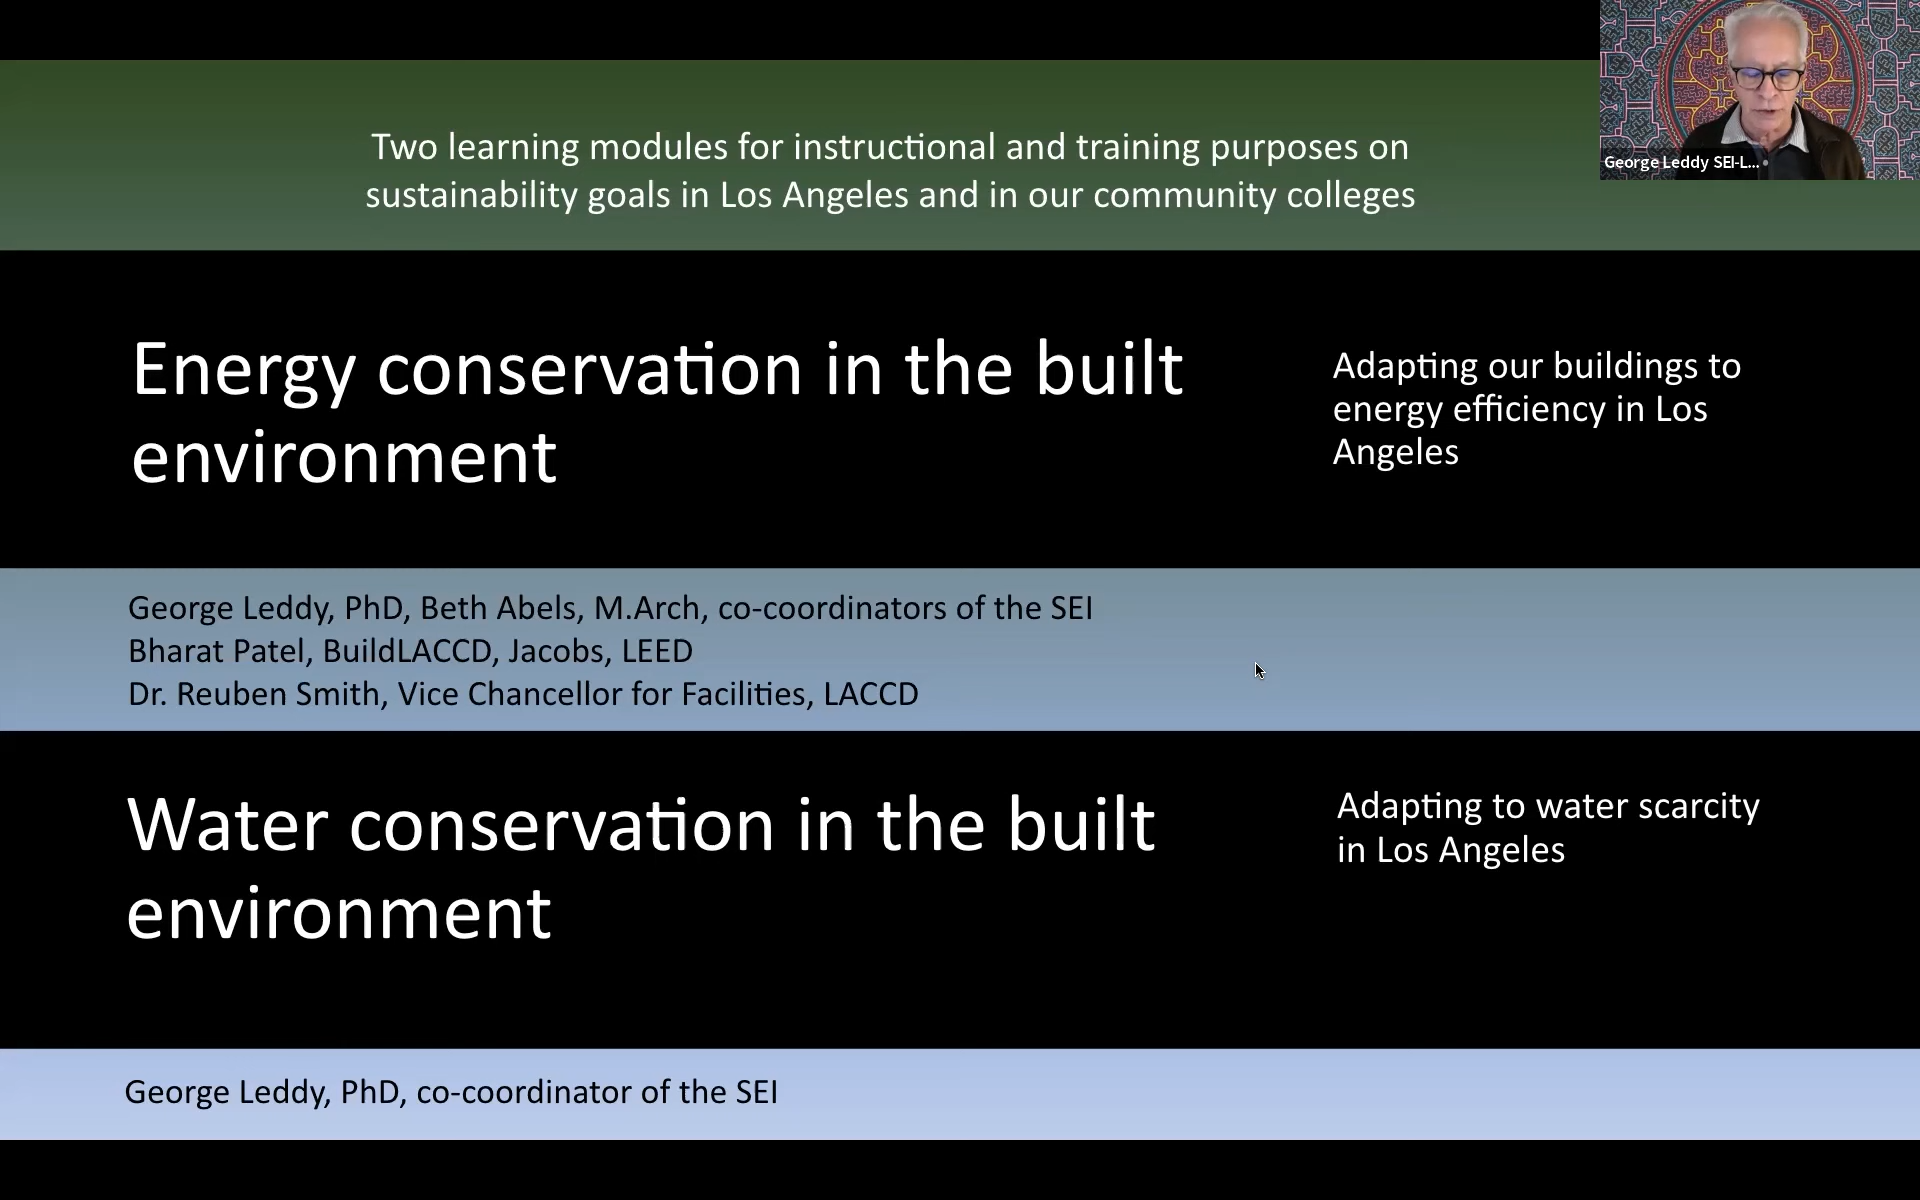 Two learning modules for instructional and training purposes on
sustainability goals in Los Angeles and in our community colleges
George Leddy SEI-L...
Energy conservation in the built
environment
Adapting our buildings to
energy efficiency in Los
Angeles
George Leddy, PhD, Beth Abels, M.Arch, co-coordinators of the SEI
Bharat Patel, BuildLACCD, Jacobs, LEED
Dr. Reuben Smith, Vice Chancellor for Facilities, LACCD
Water conservation in the built
environment
Adapting to water scarcity
in Los Angeles
George Leddy, PhD, co-coordinator of the SEI